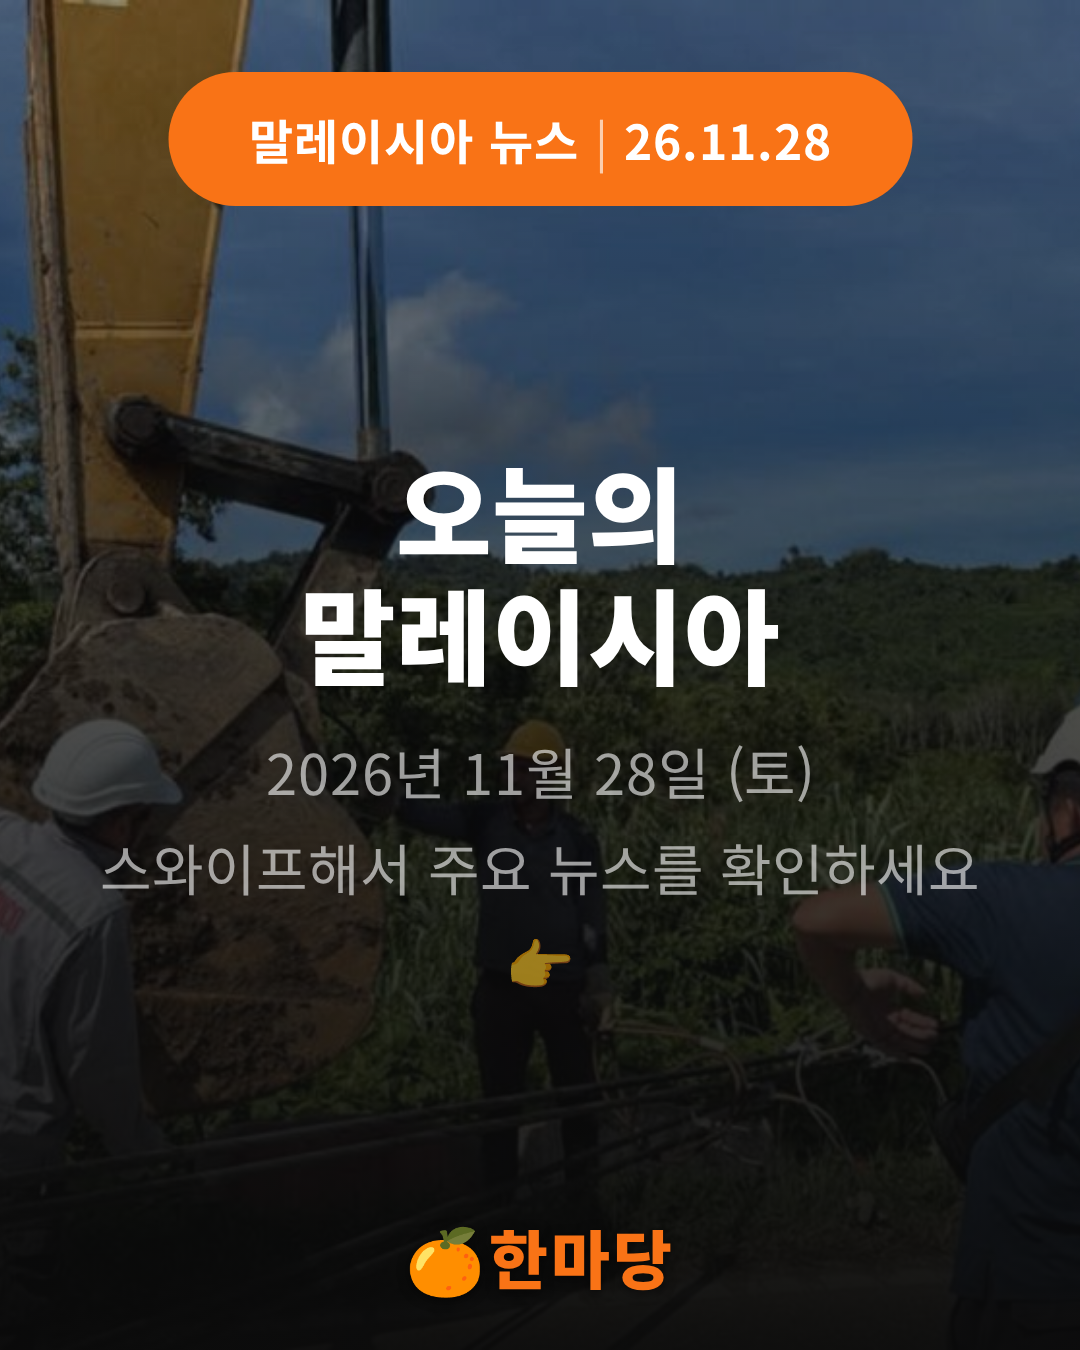 말레이시아 뉴스 | 26.11.28
오늘의
말레이시아
2026년 11월 28일 (토)
스와이프해서 주요 뉴스를 확인하세요
👉
🍊한마당